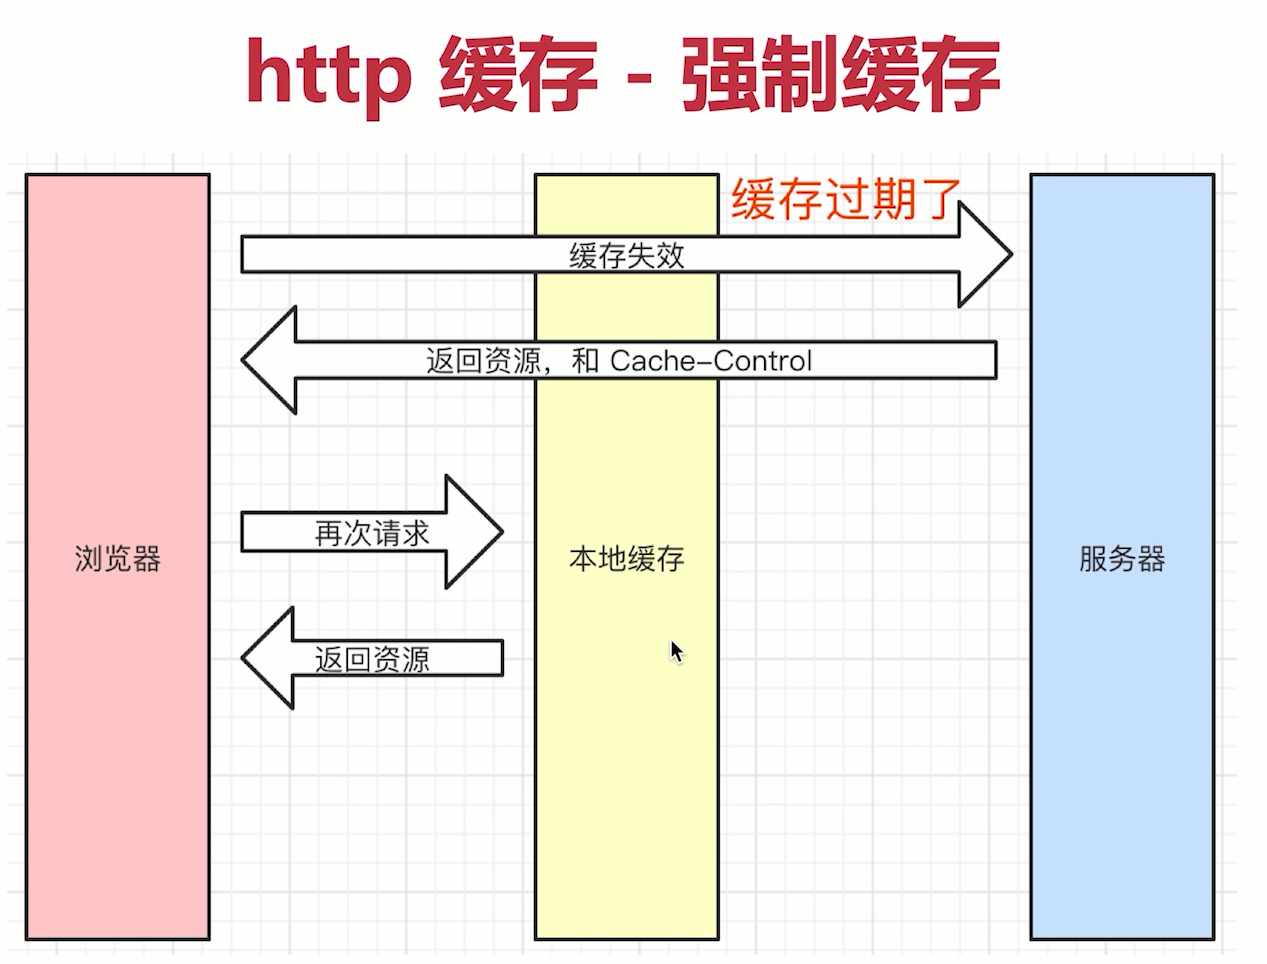 http 缓存 - 强制缓存
缓存过期了
缓存失效
返回资源，和 Cache-Control
再次请求
浏览器
本地缓存
服务器
返回资源